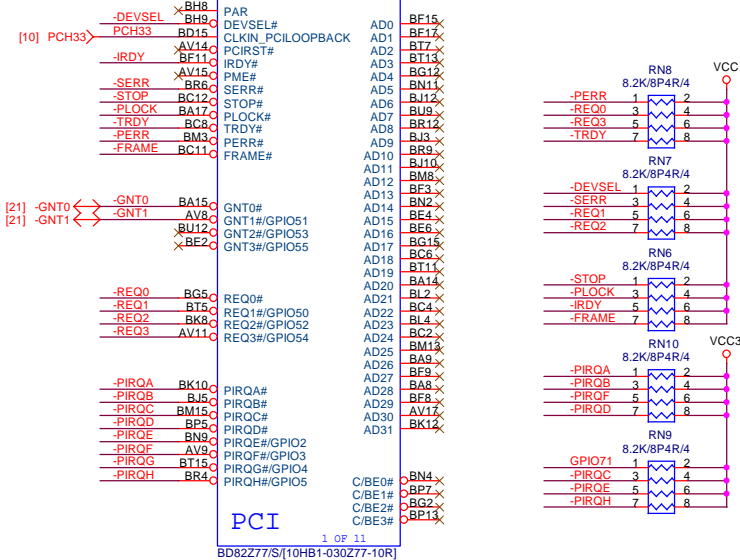 BH8 PAR
-DEVSEL BH9 DEVSEL#
[10] PCH33 PCH33 BD15 CLKIN_PCILOOPBACK
AV14 PCIRST#
-IRDY BF11 IRDY#
AV15 PME#
-SERR BR6 SERR#
-STOP BC12 STOP#
-PLOCK BA17 PLOCK#
-TRDY BC8 TRDY#
-PERR BM3 PERR#
-FRAME BC11 FRAME#
[21] -GNT0 -GNT0 BA15 GNT0#
[21] -GNT1 -GNT1 AV8 GNT1#/GPIO51
BU12 GNT2#/GPIO53
BE2 GNT3#/GPIO55
-REQ0 BG5 REQ0#
-REQ1 BT5 REQ1#/GPIO50
-REQ2 BK8 REQ2#/GPIO52
-REQ3 AV11 REQ3#/GPIO54
-PIRQA BK10 PIRQA#
-PIRQB BJ5 PIRQB#
-PIRQC BM15 PIRQC#
-PIRQD BP5 PIRQD#
-PIRQE BN9 PIRQE#/GPIO2
-PIRQF AV9 PIRQF#/GPIO3
-PIRQG BT15 PIRQG#/GPIO4
-PIRQH BR4 PIRQH#/GPIO5
AD0 BF15
AD1 BF17
AD2 BT7
AD3 BT13
AD4 BG12
AD5 BN11
AD6 BJ12
AD7 BU9
AD8 BR12
AD9 BJ3
AD10 BR9
AD11 BJ10
AD12 BM8
AD13 BF3
AD14 BN2
AD15 BE4
AD16 BE6
AD17 BG15
AD18 BC6
AD19 BT11
AD20 BA14
AD21 BL2
AD22 BC4
AD23 BL4
AD24 BC2
AD25 BM13
AD26 BA9
AD27 BF9
AD28 BA8
AD29 BF8
AD30 AV17
AD31 BK12
C/BE0# BN4
C/BE1# BP7
C/BE2# BG2
C/BE3# BP13
PCI
1 OF 11
BD82Z77/S/[10HB1-030Z77-10R]
VCC
RN8
8.2K/8P4R/4
-PERR 1 2
-REQ0 3 4
-REQ3 5 6
-TRDY 7 8
RN7
8.2K/8P4R/4
-DEVSEL 1 2
-SERR 3 4
-REQ1 5 6
-REQ2 7 8
RN6
8.2K/8P4R/4
-STOP 1 2
-PLOCK 3 4
-IRDY 5 6
-FRAME 7 8
VCC3
RN10
8.2K/8P4R/4
-PIRQA 1 2
-PIRQB 3 4
-PIRQF 5 6
-PIRQD 7 8
RN9
8.2K/8P4R/4
GPIO71 1 2
-PIRQC 3 4
-PIRQE 5 6
-PIRQH 7 8